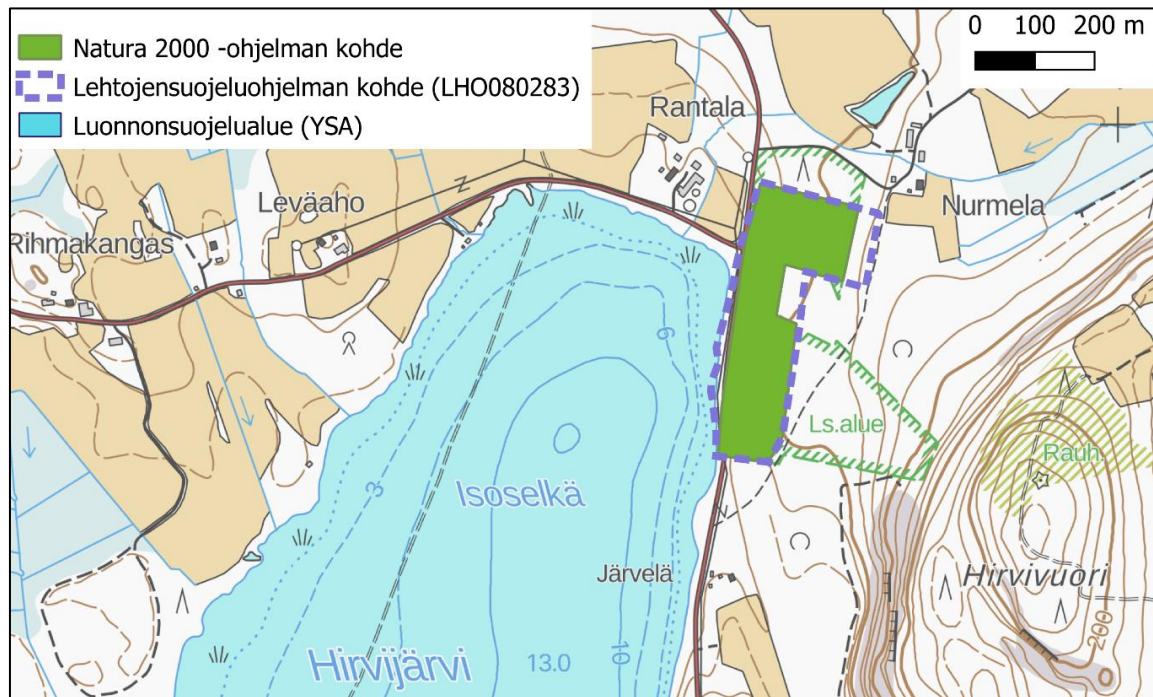 Natura 2000 -ohjelman kohde
Lehtojensuojeluohjelman kohde (LHO080283)
Luonnonsuojelualue (YSA)
0 100 200 m
Rantala
Leväaho
Nurmela
Rihmakangas
6
Ls.alue
Rauh.
3
Isoselkä
Järvelä
Hirvivuori
Hirvijärvi
13.0
10
200